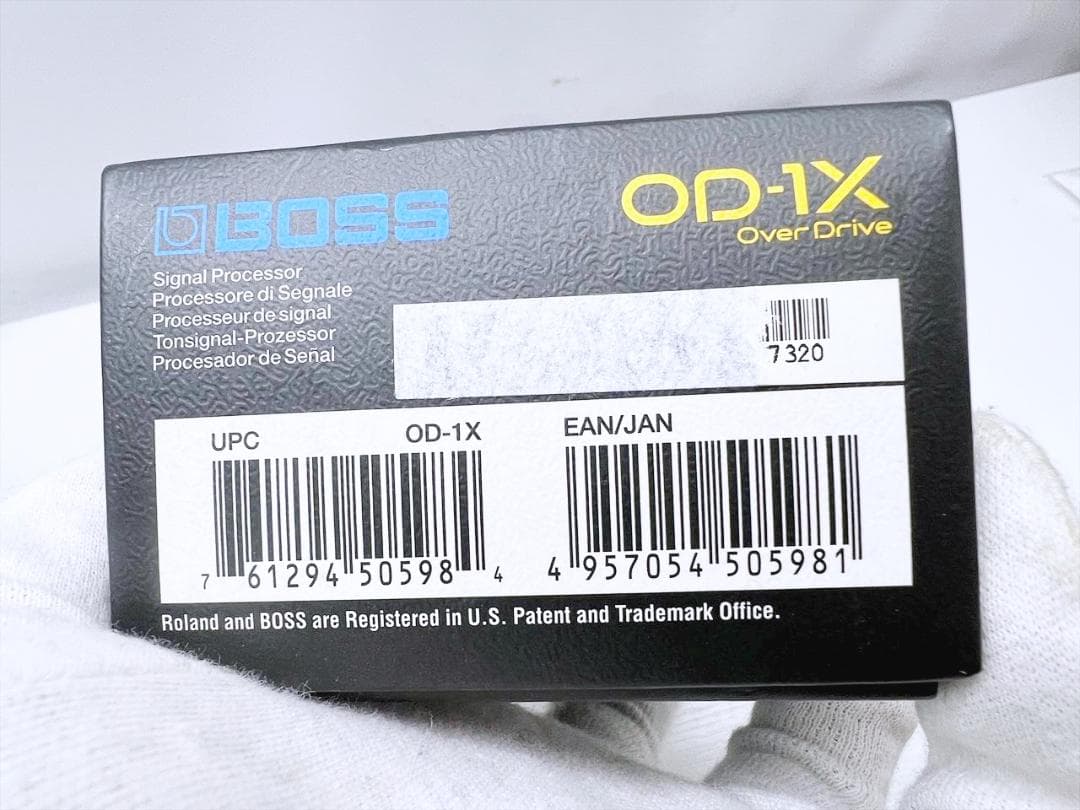 BOSS
OD-1X
Over Drive
Signal Processor
Processore di Segnale
Processeur de signal
Tonsignal-Prozessor
Procesador de Señal
7320
UPC OD-1X
7 61294 50598 4
EAN/JAN
4 957054 505981
Roland and BOSS are Registered in U.S. Patent and Trademark Office.